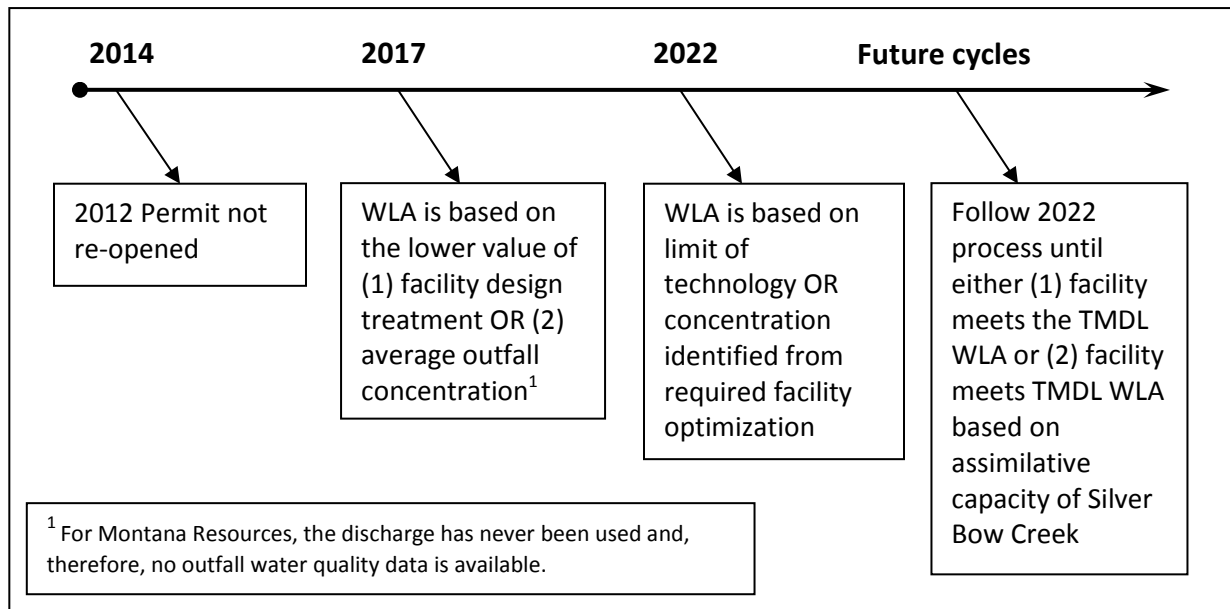 2014
2017
2022
Future cycles
2012 Permit not
re-opened
WLA is based on
the lower value of
(1) facility design
treatment OR (2)
average outfall
concentration1
WLA is based on
limit of
technology OR
concentration
identified from
required facility
optimization
Follow 2022
process until
either (1) facility
meets the TMDL
WLA or (2) facility
meets TMDL WLA
based on
assimilative
capacity of Silver
Bow Creek
1 For Montana Resources, the discharge has never been used and,
therefore, no outfall water quality data is available.